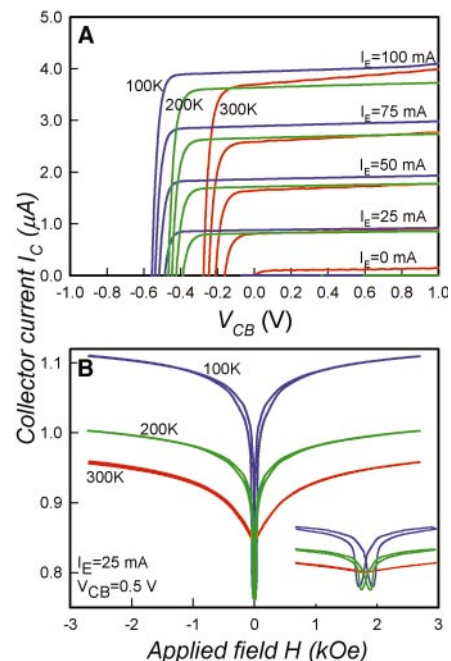 A
I_E=100 mA
100K
200K
300K
I_E=75 mA
I_E=50 mA
I_E=25 mA
I_E=0 mA
5.0
4.0
3.0
2.0
1.0
0.0
-1.0 -0.8 -0.6 -0.4 -0.2 0.0 0.2 0.4 0.6 0.8 1.0
V_CB (V)
Collector current I_C (μA)
B
100K
200K
300K
I_E=25 mA
V_CB=0.5 V
1.1
1.0
0.9
0.8
-3 -2 -1 0 1 2 3
Applied field H (kOe)